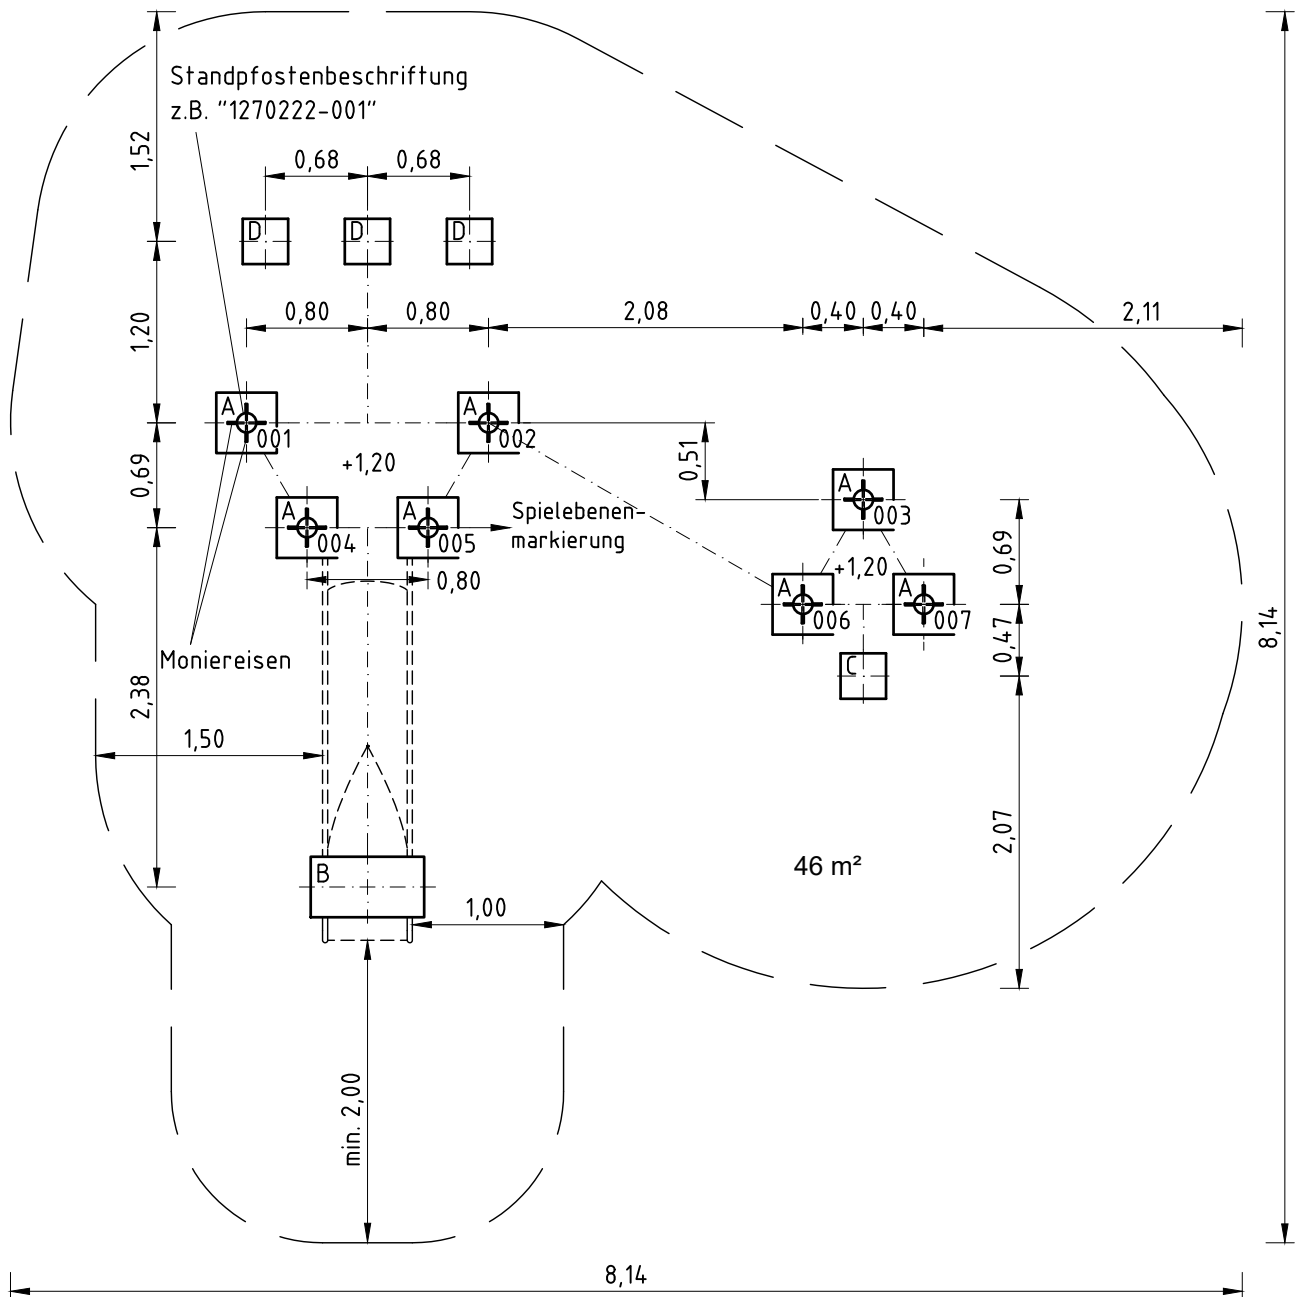 Standpfostenbeschriftung
z.B. "1270222-001"
1,52
0,68
0,68
D
D
D
1,20
0,80
0,80
2,08
0,40
0,40
2,11
A
001
A
002
0,69
+1,20
0,51
A
004
A
005
Spielebenen-
markierung
A
003
0,69
+1,20
0,80
A
006
A
007
8,14
0,47
Moniereisen
C
2,38
1,50
2,07
46 m²
B
1,00
min. 2,00
8,14